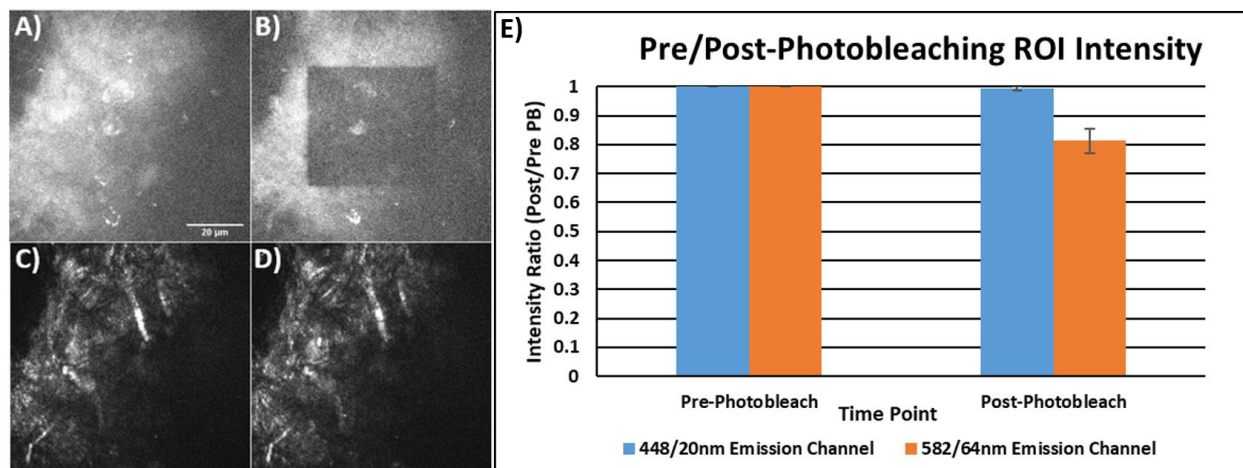 A)
B)
20 µm
C)
D)
E)
Pre/Post-Photobleaching ROI Intensity
Intensity Ratio (Post/Pre PB)
1
0.9
0.8
0.7
0.6
0.5
0.4
0.3
0.2
0.1
0
Pre-Photobleach
Post-Photobleach
Time Point
448/20nm Emission Channel
582/64nm Emission Channel